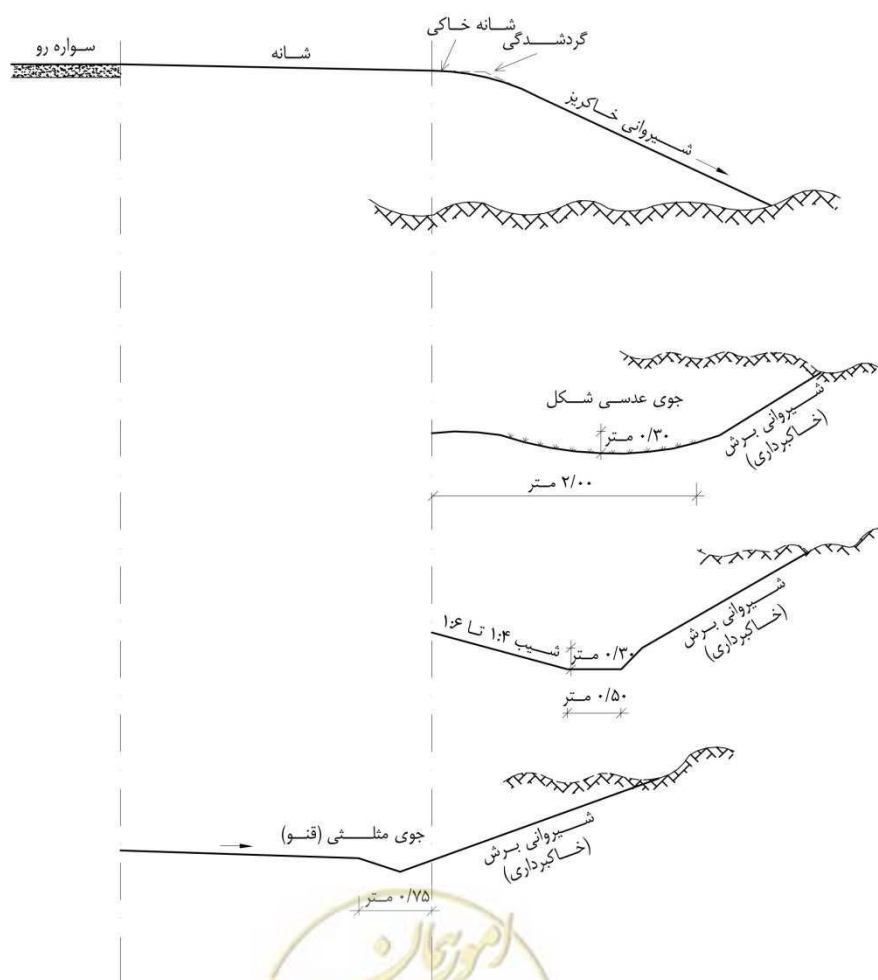 سواره رو
شانه
شانه خاکی
گردشدگی
شیروانی خاکریز
جوی عدسی شکل
۰/۳۰ متر
۲/۰۰ متر
شیروانی برش
(خاکبرداری)
شیب ۱:۴ تا ۱:۶
۰/۳۰ متر
۰/۵۰ متر
شیروانی برش
(خاکبرداری)
جوی مثلثی (قنو)
۰/۷۵ متر
شیروانی برش
(خاکبرداری)